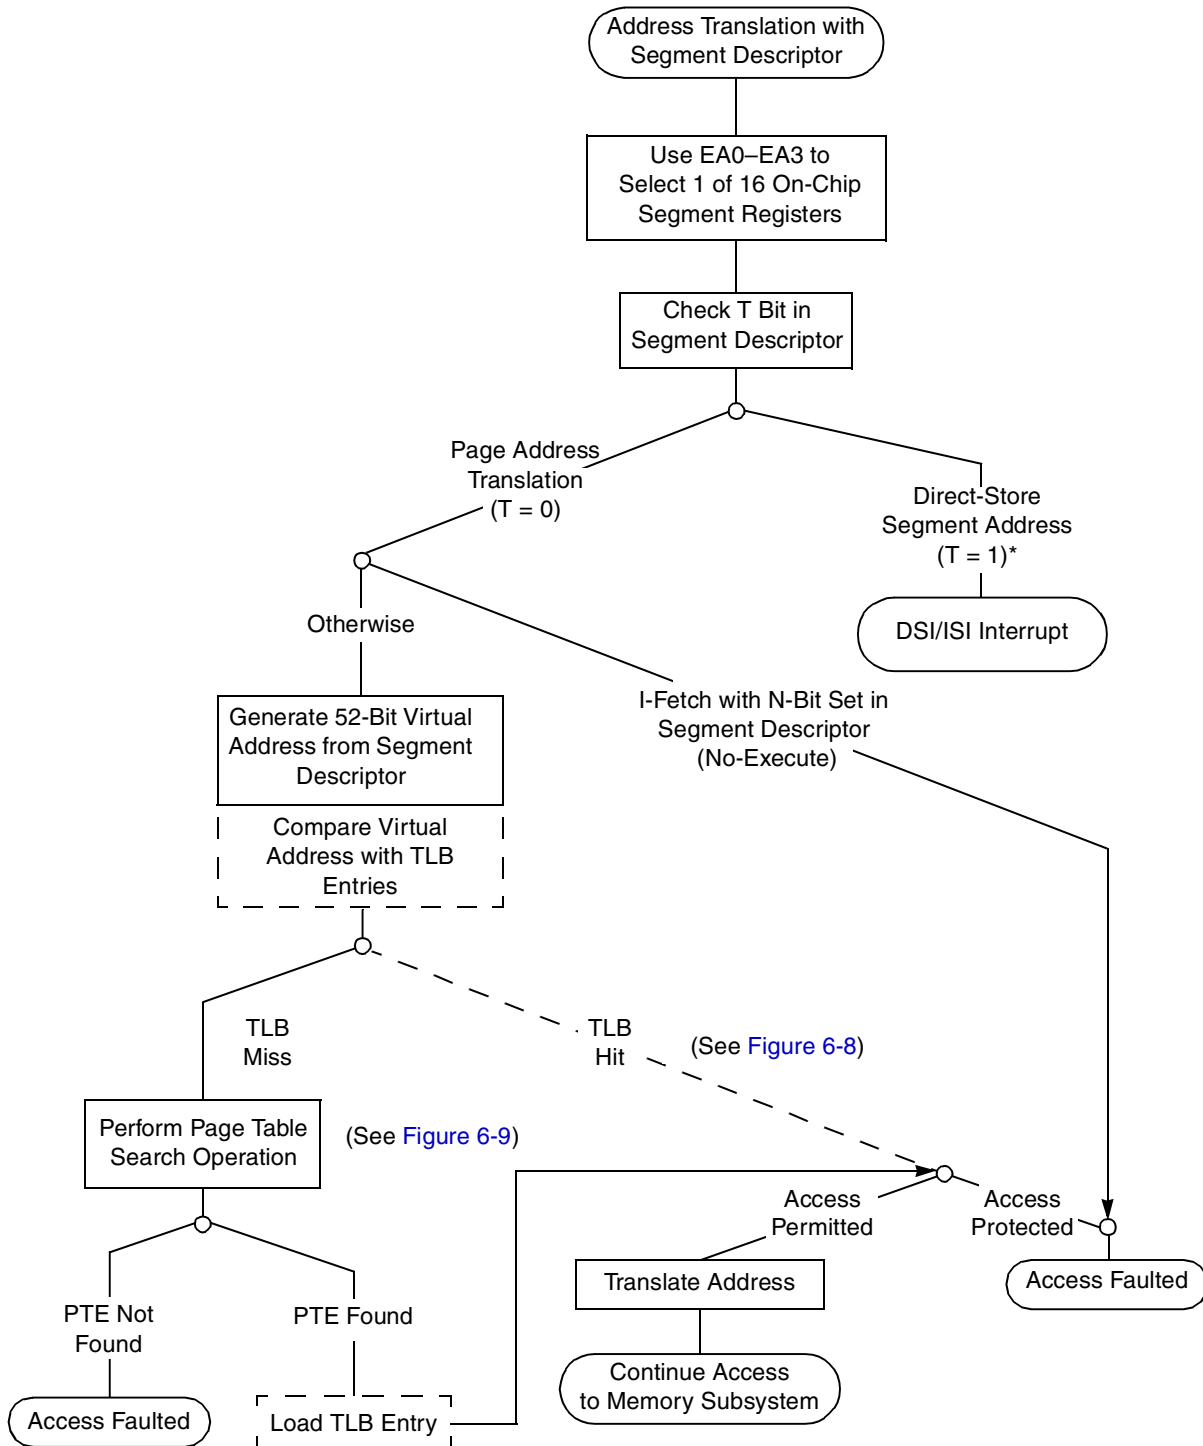 Address Translation with
Segment Descriptor
Use EA0–EA3 to
Select 1 of 16 On-Chip
Segment Registers
Check T Bit in
Segment Descriptor
Page Address
Translation
(T = 0)
Direct-Store
Segment Address
(T = 1)*
DSI/ISI Interrupt
Otherwise
I-Fetch with N-Bit Set in
Segment Descriptor
(No-Execute)
Generate 52-Bit Virtual
Address from Segment
Descriptor
Compare Virtual
Address with TLB
Entries
TLB
Miss
TLB
Hit
(See Figure 6-8)
Perform Page Table
Search Operation
(See Figure 6-9)
Access
Permitted
Access
Protected
Translate Address
Access Faulted
PTE Not
Found
PTE Found
Continue Access
to Memory Subsystem
Access Faulted
Load TLB Entry